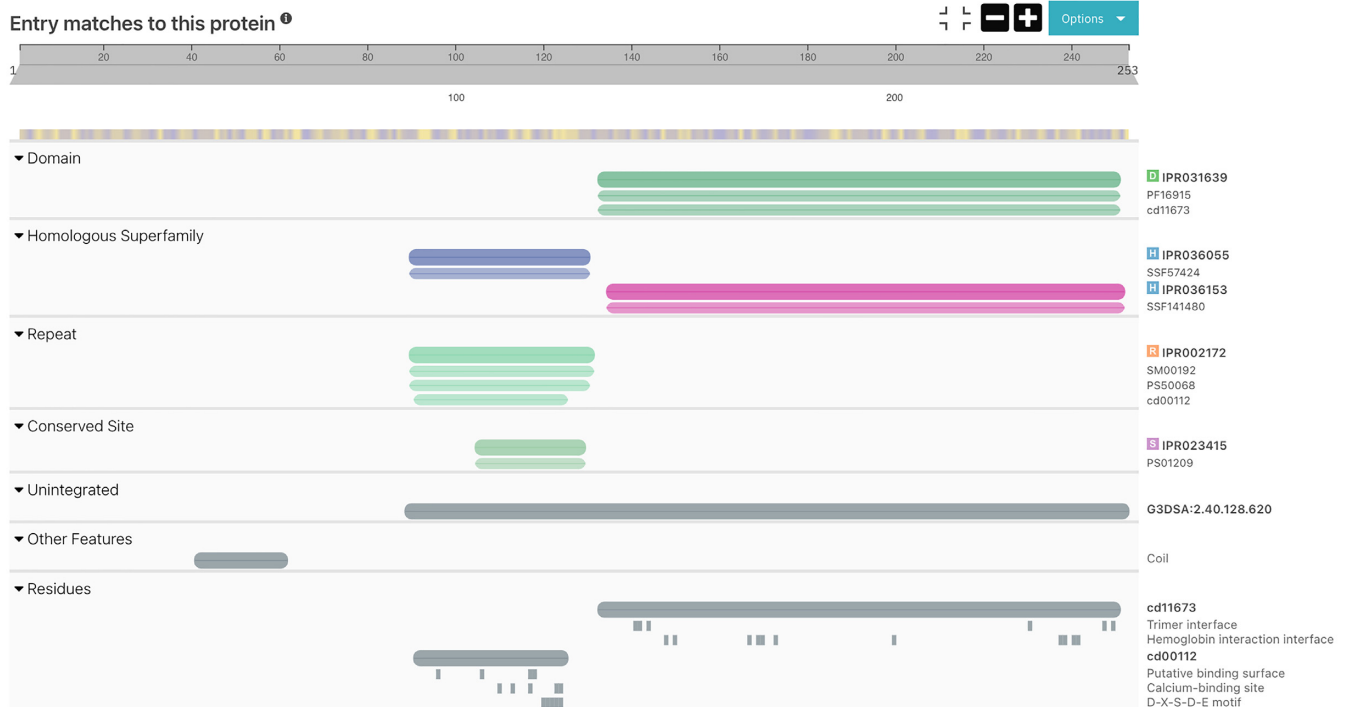 Entry matches to this protein
Options
20 40 60 80 100 120 140 160 180 200 220 240
1 253
100 200
Domain
IPR031639
PF16915
cd11673
Homologous Superfamily
H IPR036055
SSF57424
H IPR036153
SSF141480
Repeat
R IPR002172
SM00192
PS50068
cd00112
Conserved Site
S IPR023415
PS01209
Unintegrated
G3DSA:2.40.128.620
Other Features
Coil
Residues
cd11673
Trimer interface
Hemoglobin interaction interface
cd00112
Putative binding surface
Calcium-binding site
D-X-S-D-E motif